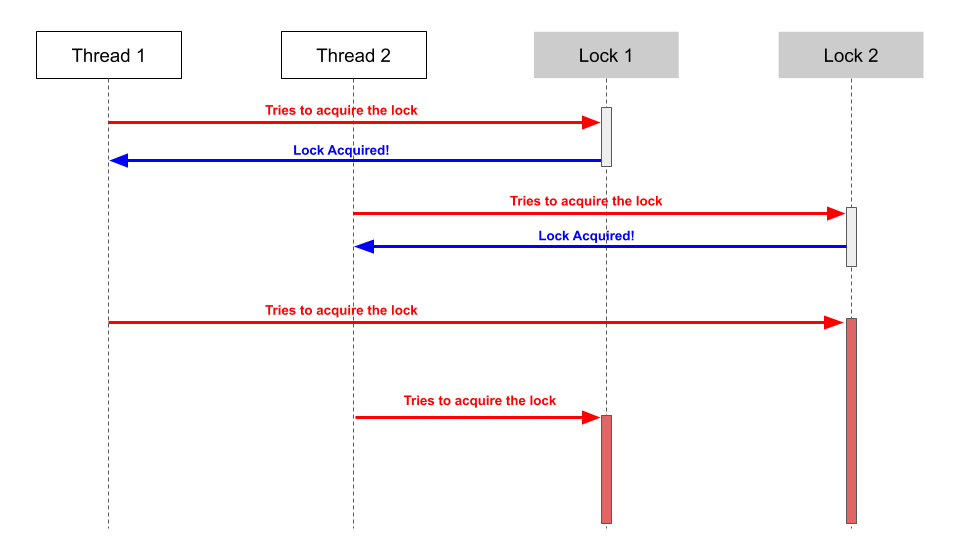 Thread 1
Thread 2
Lock 1
Lock 2
Tries to acquire the lock
Lock Acquired!
Tries to acquire the lock
Lock Acquired!
Tries to acquire the lock
Tries to acquire the lock